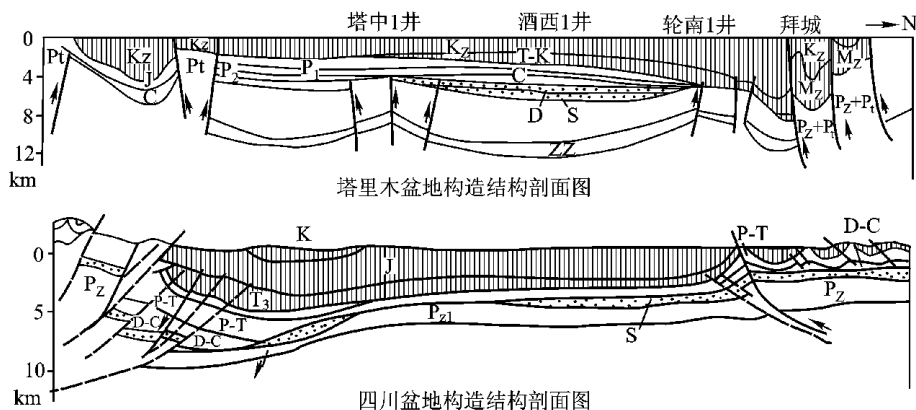 塔中1井 酒西1井 轮南1井 拜城 → N
0 Pt Kz J C Pt Kz P2 P1 Kz T-K C Kz Mz Mz
4
8 D S PZ+Pt PZ+Pt
12 ZZ
km
塔里木盆地构造结构剖面图
K P-T D-C
0 J
PZ T3 PZ
P-T
5 P-T PZ1 S
D-C D-C
10
km
四川盆地构造结构剖面图